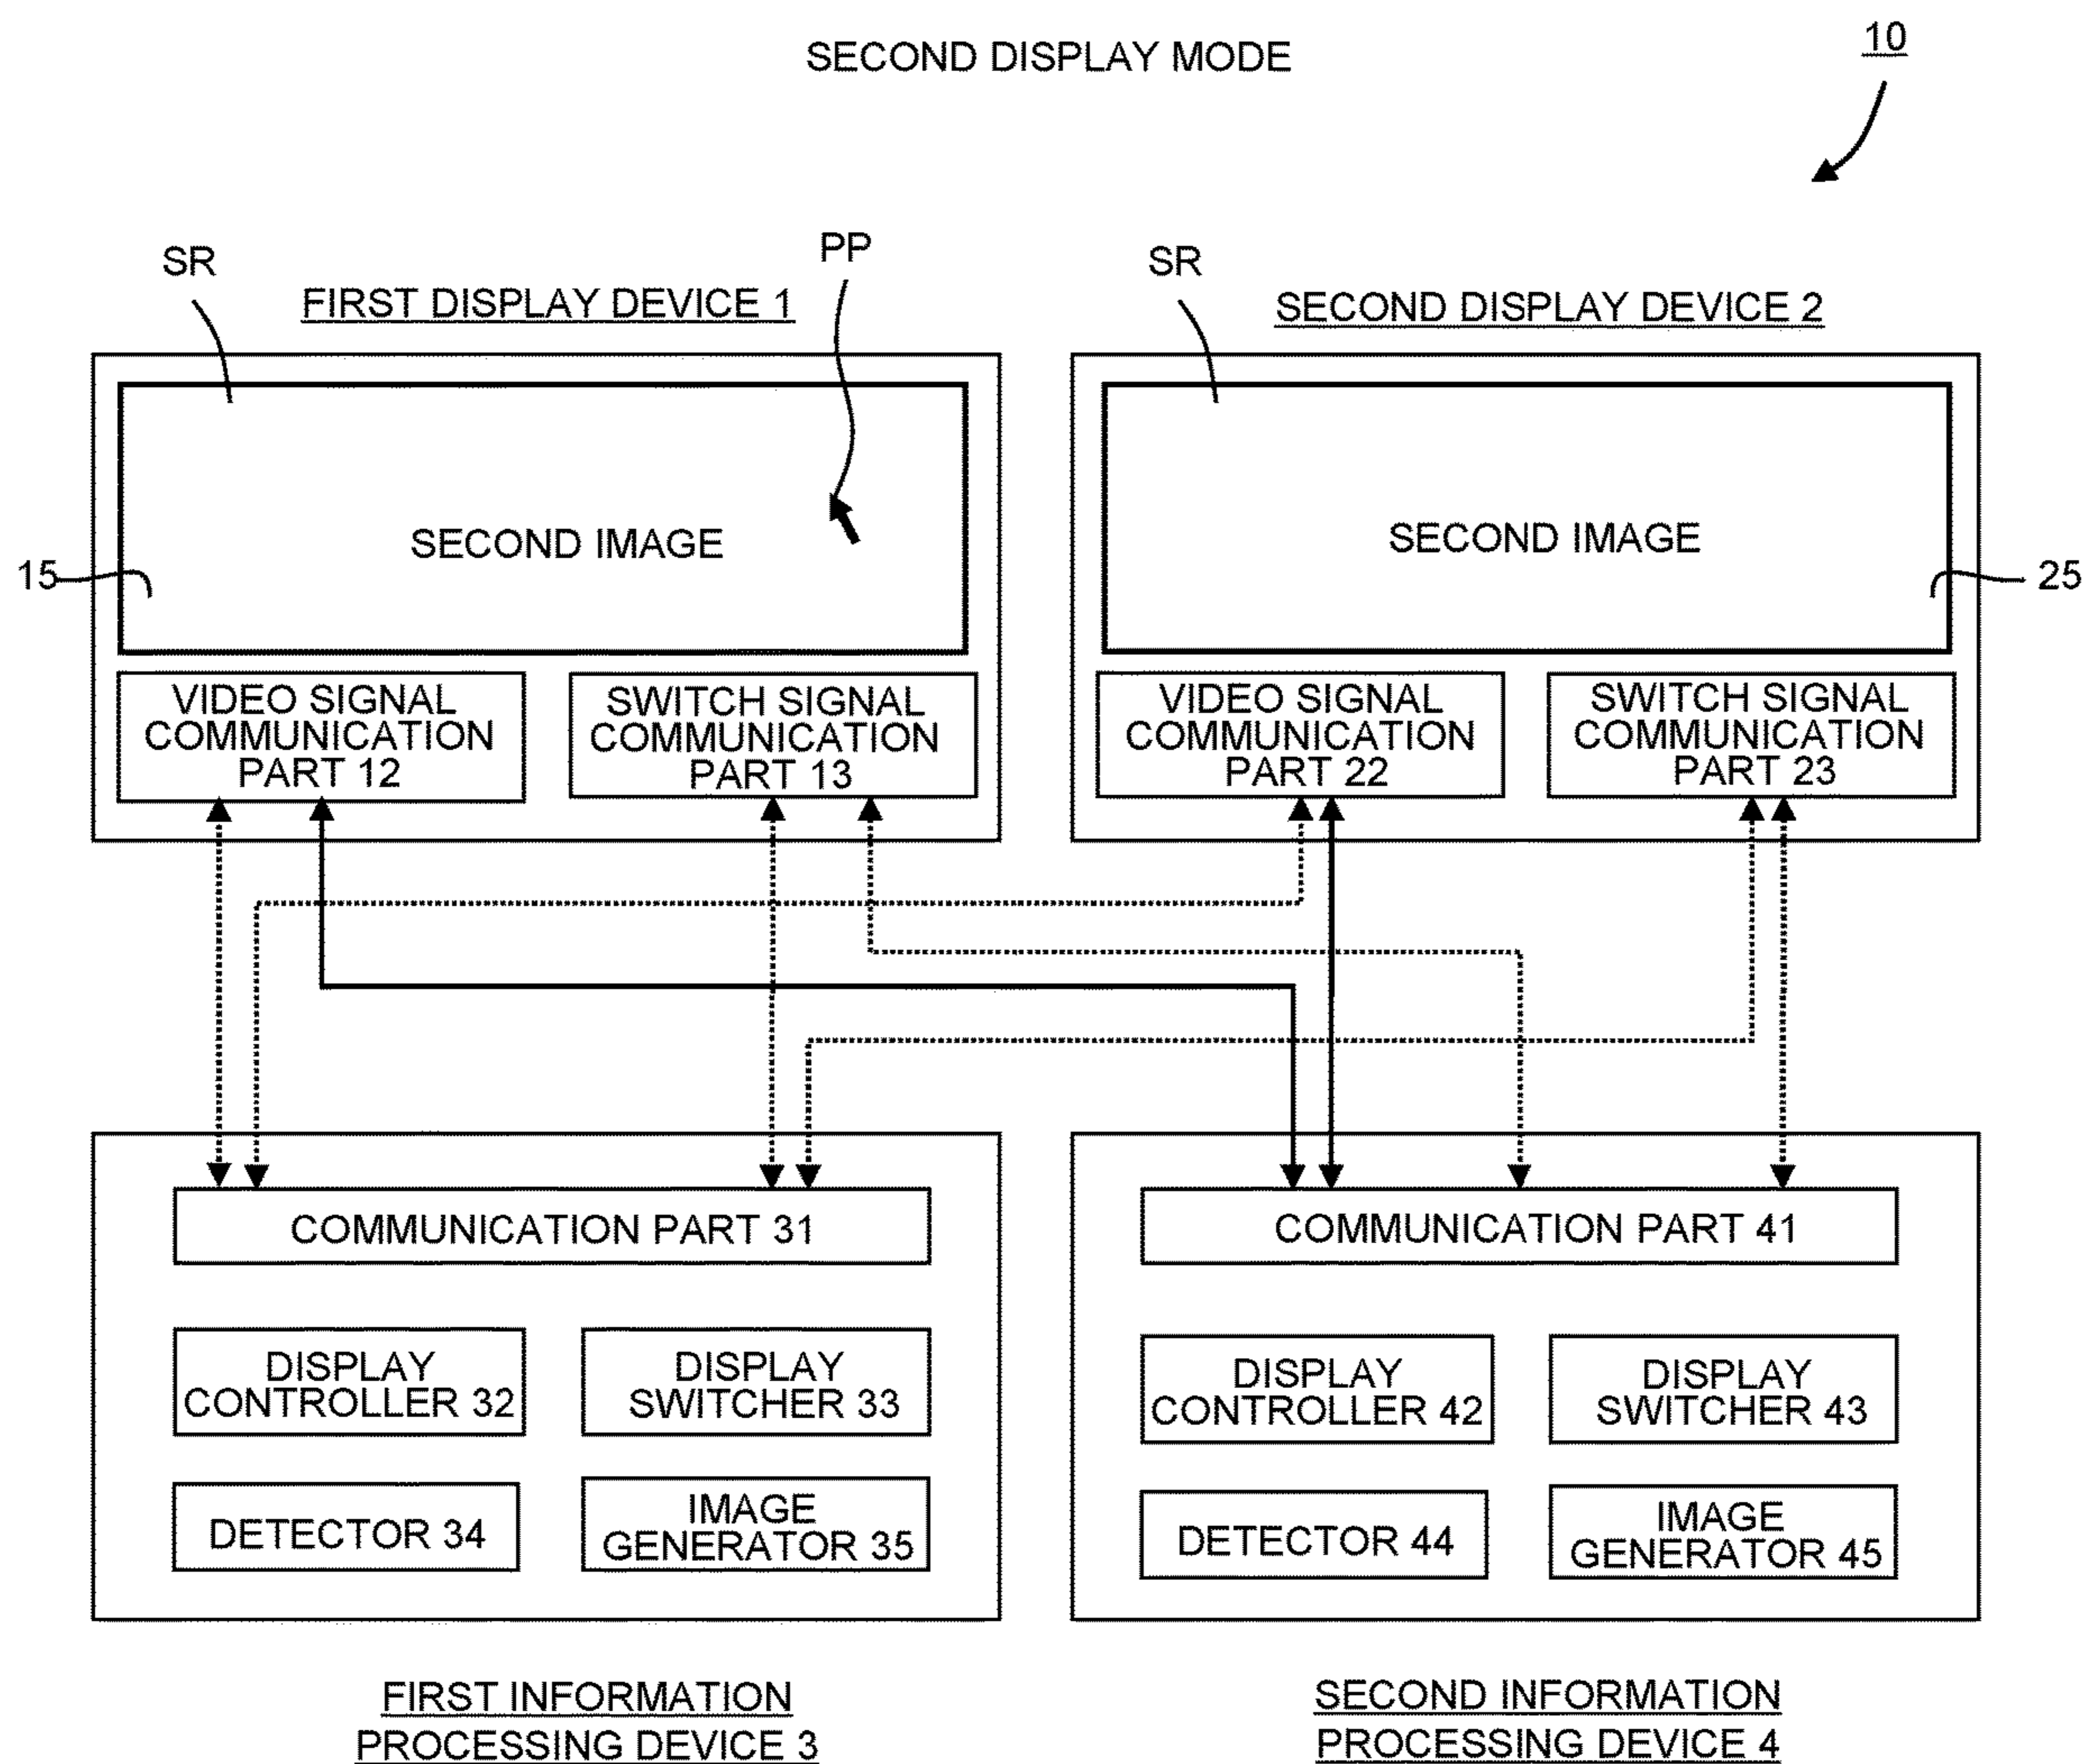 SECOND DISPLAY MODE
10
SR
PP
SR
FIRST DISPLAY DEVICE 1
SECOND DISPLAY DEVICE 2
SECOND IMAGE
SECOND IMAGE
15
25
VIDEO SIGNAL
COMMUNICATION
PART 12
SWITCH SIGNAL
COMMUNICATION
PART 13
VIDEO SIGNAL
COMMUNICATION
PART 22
SWITCH SIGNAL
COMMUNICATION
PART 23
COMMUNICATION PART 31
COMMUNICATION PART 41
DISPLAY
CONTROLLER 32
DISPLAY
SWITCHER 33
DISPLAY
CONTROLLER 42
DISPLAY
SWITCHER 43
DETECTOR 34
IMAGE
GENERATOR 35
DETECTOR 44
IMAGE
GENERATOR 45
FIRST INFORMATION
PROCESSING DEVICE 3
SECOND INFORMATION
PROCESSING DEVICE 4